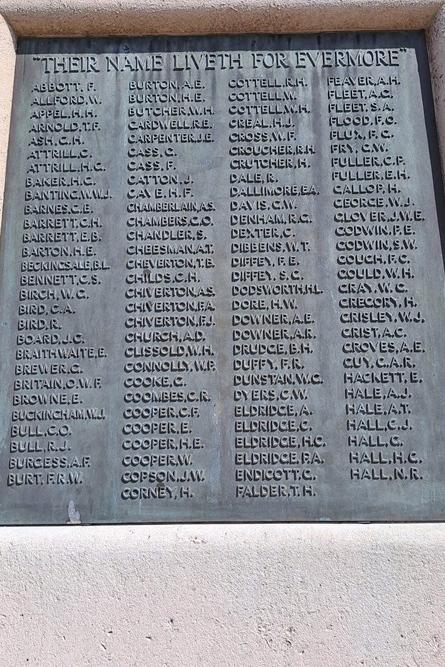 "THEIR NAME LIVETH FOR EVERMORE"
ABBOTT, F.
ALLFORD, W.
APPEL, H.H.
ARNOLD, T.F.
ASH, G.H.
ATTRILL, C.
ATTRILL, H.G.
BAKER, H.G.
BANTING, W.W.J.
BARNES, G.E.
BARRETT, C.H.
BARRETT, E.B.
BARTON, H.E.
BECKINGSALE, B.L.
BENNETT, C.S.
BIRCH, W.G.
BIRD, C.A.
BIRD, R.
BOARD, J.G.
BRAITHWAITE, E.
BREWER, G.
BRITAIN, O.W.F.
BROWNE, E.
BUCKINGHAM, W.J.
BULL, C.O.
BULL, R.J.
BURGESS, A.F.
BURT, F.R.W.
BURTON, A.E.
BURTON, H.E.
BUTCHER, W.H.
CARDWELL, R.E.
CARPENTER, J.E.
CASS, G.
CASS, F.
CATTON, J.
CAVE, H.F.
CHAMBERLAIN, A.S.
CHAMBERS, C.O.
CHANDLER, S.
CHEESMAN, A.T.
CHEVERTON, T.B.
CHILDS, C.H.
CHIVERTON, A.S.
CHIVERTON, F.A.
CHIVERTON, F.J.
CHURCH, A.D.
CLISSOLD, W.H.
CONNOLLY, W.P.
COOKE, G.
COOMBES, C.R.
COOPER, C.F.
COOPER, E.
COOPER, H.E.
COOPER, W.
COPSON, J.W.
CORNEY, H.
COTTELL, R.H.
COTTELL, W.
COTTELL, W.H.
CREAL, H.J.
CROSS, W.F.
CROUCHER, R.H.
CRUTCHER, H.
DALE, R.
DALLIMORE, E.A.
DAVIS, G.W.
DENHAM, R.G.
DEXTER, C.
DIBBENS, W.T.
DIFFEY, F.E.
DIFFEY, S.G.
DODSWORTH, H.L.
DORE, H.W.
DOWNER, A.E.
DOWNER, A.R.
DRUDGE, B.H.
DUFFY, F.R.
DUNSTAN, W.G.
DYERS, C.W.
ELDRIDGE, A.
ELDRIDGE, C.
ELDRIDGE, H.G.
ELDRIDGE, P.A.
ENDICOTT, G.
FALDER, T.H.
FEAVER, A.H.
FLEET, A.G.
FLEET, S.A.
FLOOD, F.G.
FLUX, F.G.
FRY, G.W.
FULLER, C.P.
FULLER, E.H.
GALLOP, H.
GEORGE, W.J.
GLOVER, J.W.E.
GODWIN, P.E.
GODWIN, S.W.
GOUCH, F.C.
GOULD, W.H.
GRAY, W.G.
GREGORY, H.
GRISLEY, W.J.
GRIST, A.C.
GROVES, A.E.
GUY, C.A.R.
HACKETT, E.
HALE, A.J.
HALE, A.T.
HALL, C.J.
HALL, G.
HALL, H.G.
HALL, N.R.